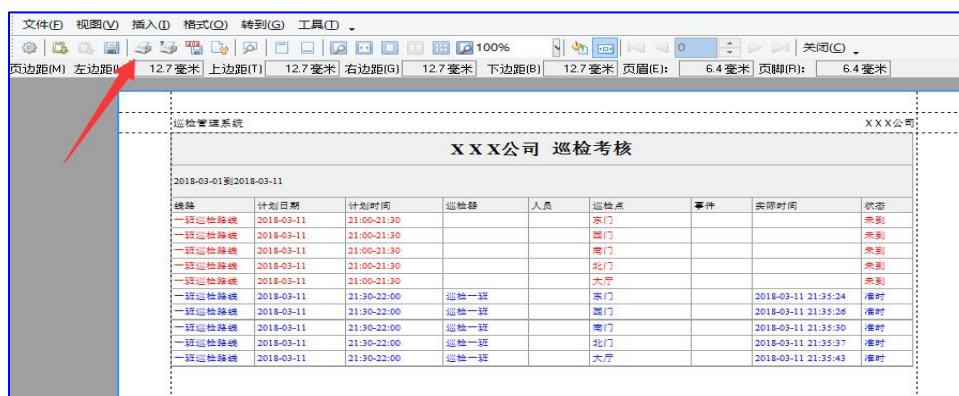 文件(F) 视图(V) 插入(I) 格式(O) 转到(G) 工具(T)
100% 0 关闭(C)
页边距(M) 左边距(L) 12.7毫米 上边距(T) 12.7毫米 右边距(G) 12.7毫米 下边距(B) 12.7毫米 页眉(E): 6.4毫米 页脚(R): 6.4毫米
巡检管理系统 XXX公司
XXX公司 巡检考核
2018-03-01到2018-03-11
线路 计划日期 计划时间 巡检器 人员 巡检点 事件 实际时间 状态
一班巡检路线 2018-03-11 21:00-21:30 东门 未到
一班巡检路线 2018-03-11 21:00-21:30 西门 未到
一班巡检路线 2018-03-11 21:00-21:30 南门 未到
一班巡检路线 2018-03-11 21:00-21:30 北门 未到
一班巡检路线 2018-03-11 21:00-21:30 大厅 未到
一班巡检路线 2018-03-11 21:30-22:00 巡检一班 东门 2018-03-11 21:35:24 准时
一班巡检路线 2018-03-11 21:30-22:00 巡检一班 西门 2018-03-11 21:35:26 准时
一班巡检路线 2018-03-11 21:30-22:00 巡检一班 南门 2018-03-11 21:35:30 准时
一班巡检路线 2018-03-11 21:30-22:00 巡检一班 北门 2018-03-11 21:35:37 准时
一班巡检路线 2018-03-11 21:30-22:00 巡检一班 大厅 2018-03-11 21:35:43 准时